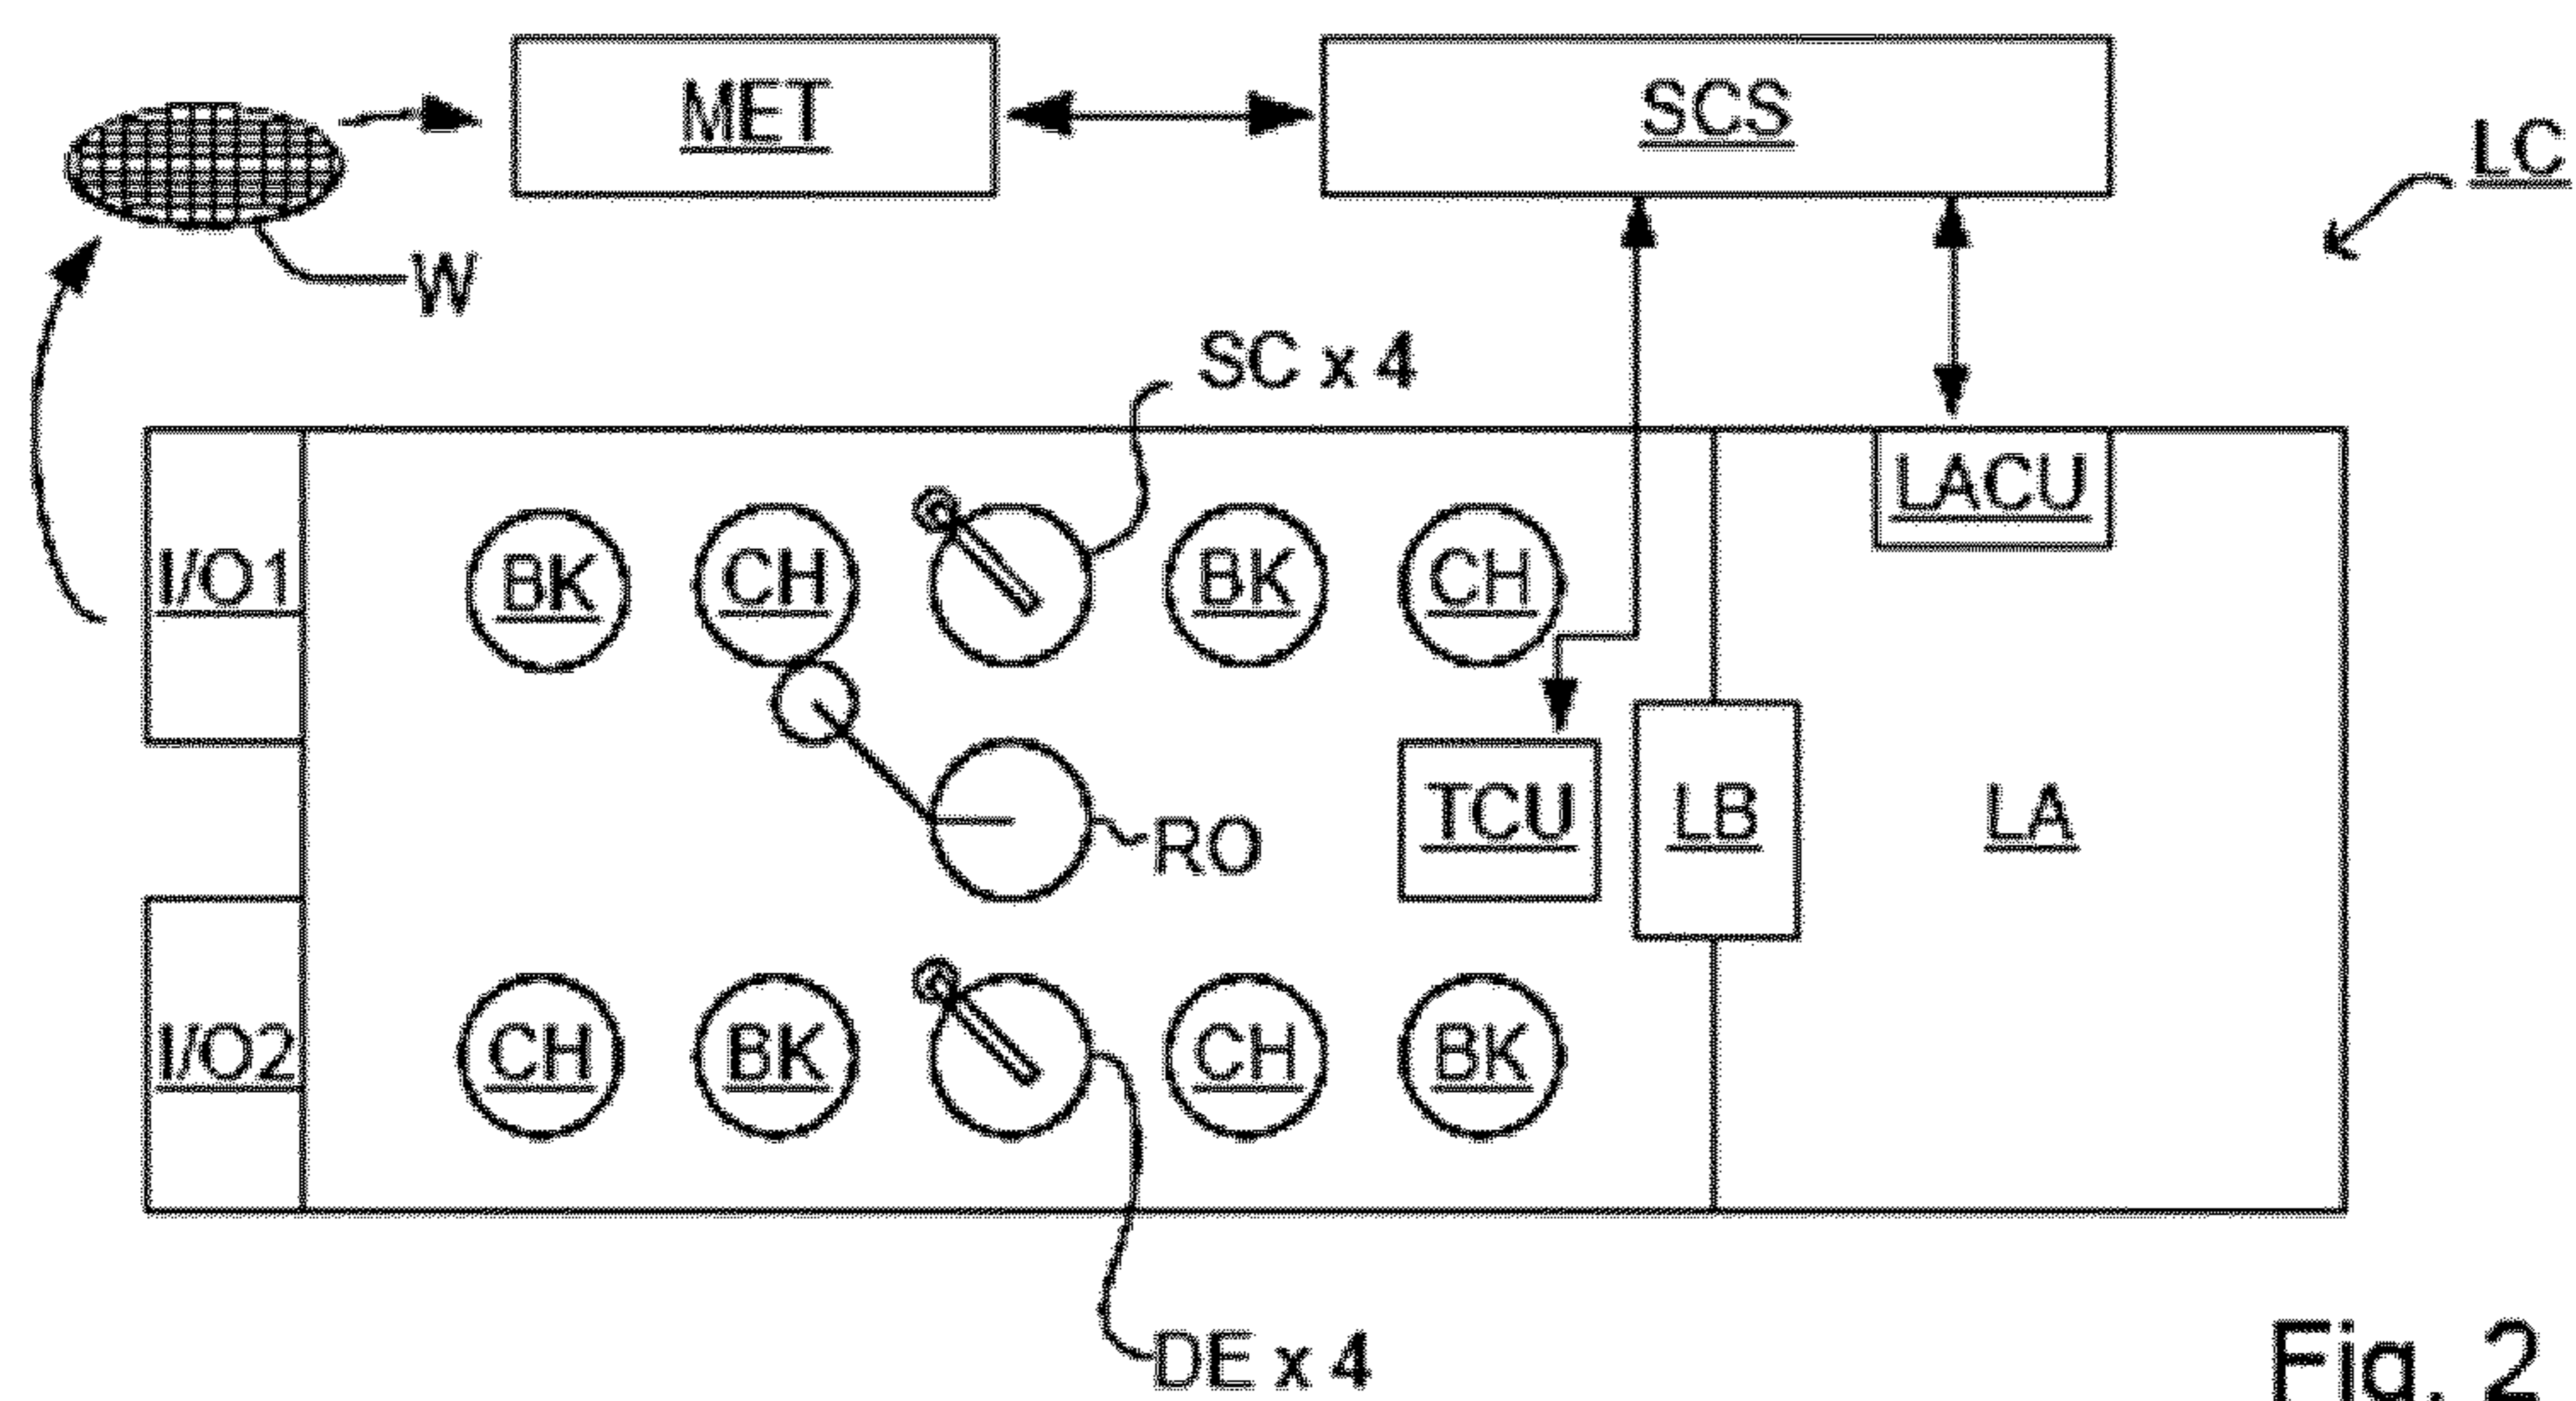 MET
SCS
LC
W
SC x 4
LACU
I/O1
BK
CH
BK
CH
TCU
LB
LA
RO
I/O2
CH
BK
CH
BK
DE x 4
Fig. 2